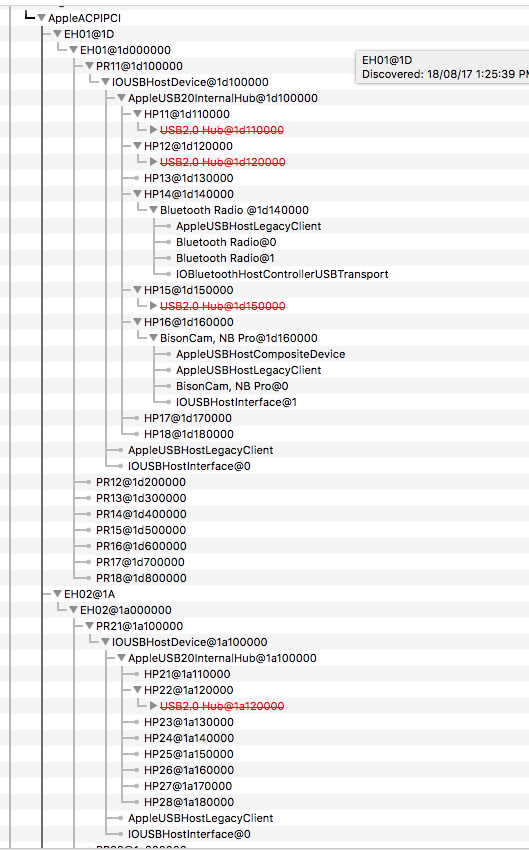 AppleACPIPCI
EH01@1D
EH01@1d000000
EH01@1D
Discovered: 18/08/17 1:25:39 PM
PR11@1d100000
IOUSBHostDevice@1d100000
AppleUSB20InternalHub@1d100000
HP11@1d110000
USB2.0 Hub@1d110000
HP12@1d120000
USB2.0 Hub@1d120000
HP13@1d130000
HP14@1d140000
Bluetooth Radio @1d140000
AppleUSBHostLegacyClient
Bluetooth Radio@0
Bluetooth Radio@1
IOBluetoothHostControllerUSBTransport
HP15@1d150000
USB2.0 Hub@1d150000
HP16@1d160000
BisonCam, NB Pro@1d160000
AppleUSBHostCompositeDevice
AppleUSBHostLegacyClient
BisonCam, NB Pro@0
IOUSBHostInterface@1
HP17@1d170000
HP18@1d180000
AppleUSBHostLegacyClient
IOUSBHostInterface@0
PR12@1d200000
PR13@1d300000
PR14@1d400000
PR15@1d500000
PR16@1d600000
PR17@1d700000
PR18@1d800000
EH02@1A
EH02@1a000000
PR21@1a100000
IOUSBHostDevice@1a100000
AppleUSB20InternalHub@1a100000
HP21@1a110000
HP22@1a120000
USB2.0 Hub@1a120000
HP23@1a130000
HP24@1a140000
HP25@1a150000
HP26@1a160000
HP27@1a170000
HP28@1a180000
AppleUSBHostLegacyClient
IOUSBHostInterface@0